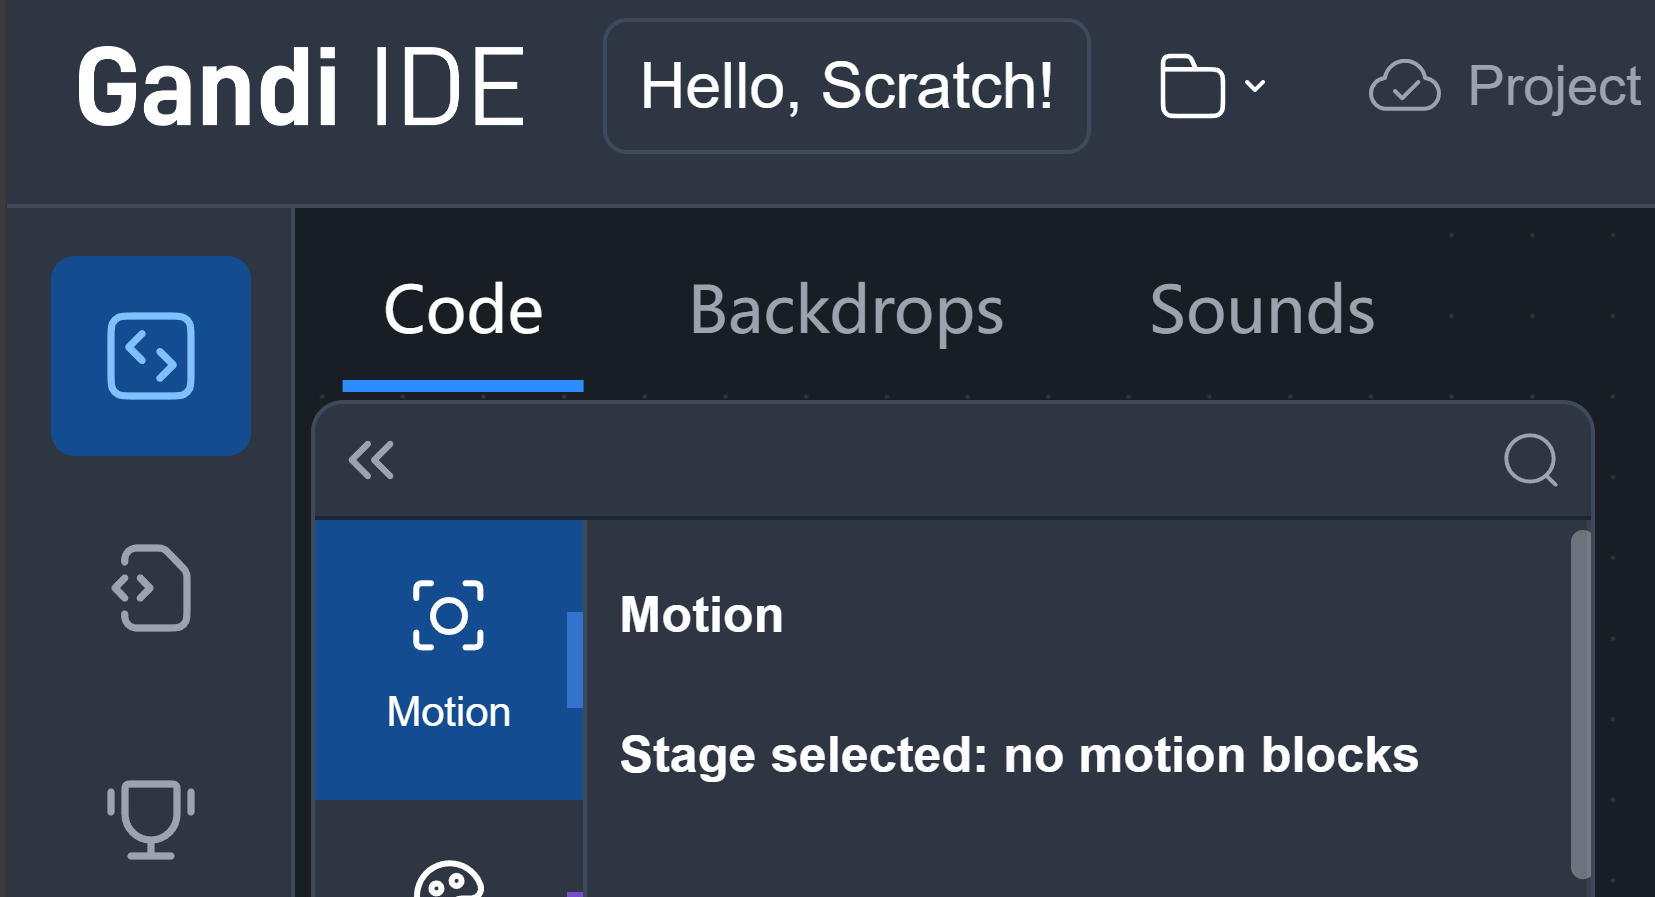 Gandi IDE
Hello, Scratch!
Project
Code
Backdrops
Sounds
Motion
Motion
Stage selected: no motion blocks